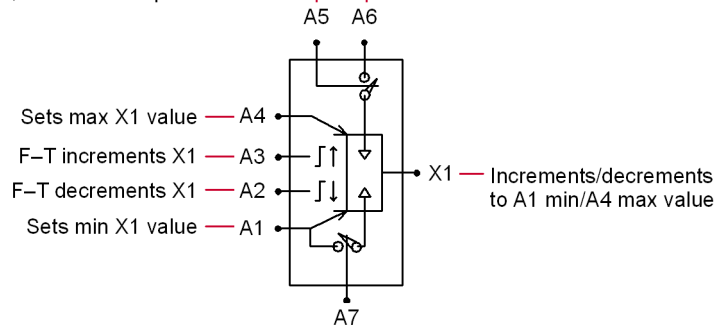 A5 A6
Sets max X1 value A4
F–T increments X1 A3
F–T decrements X1 A2
Sets min X1 value A1
X1 Increments/decrements
to A1 min/A4 max value
A7